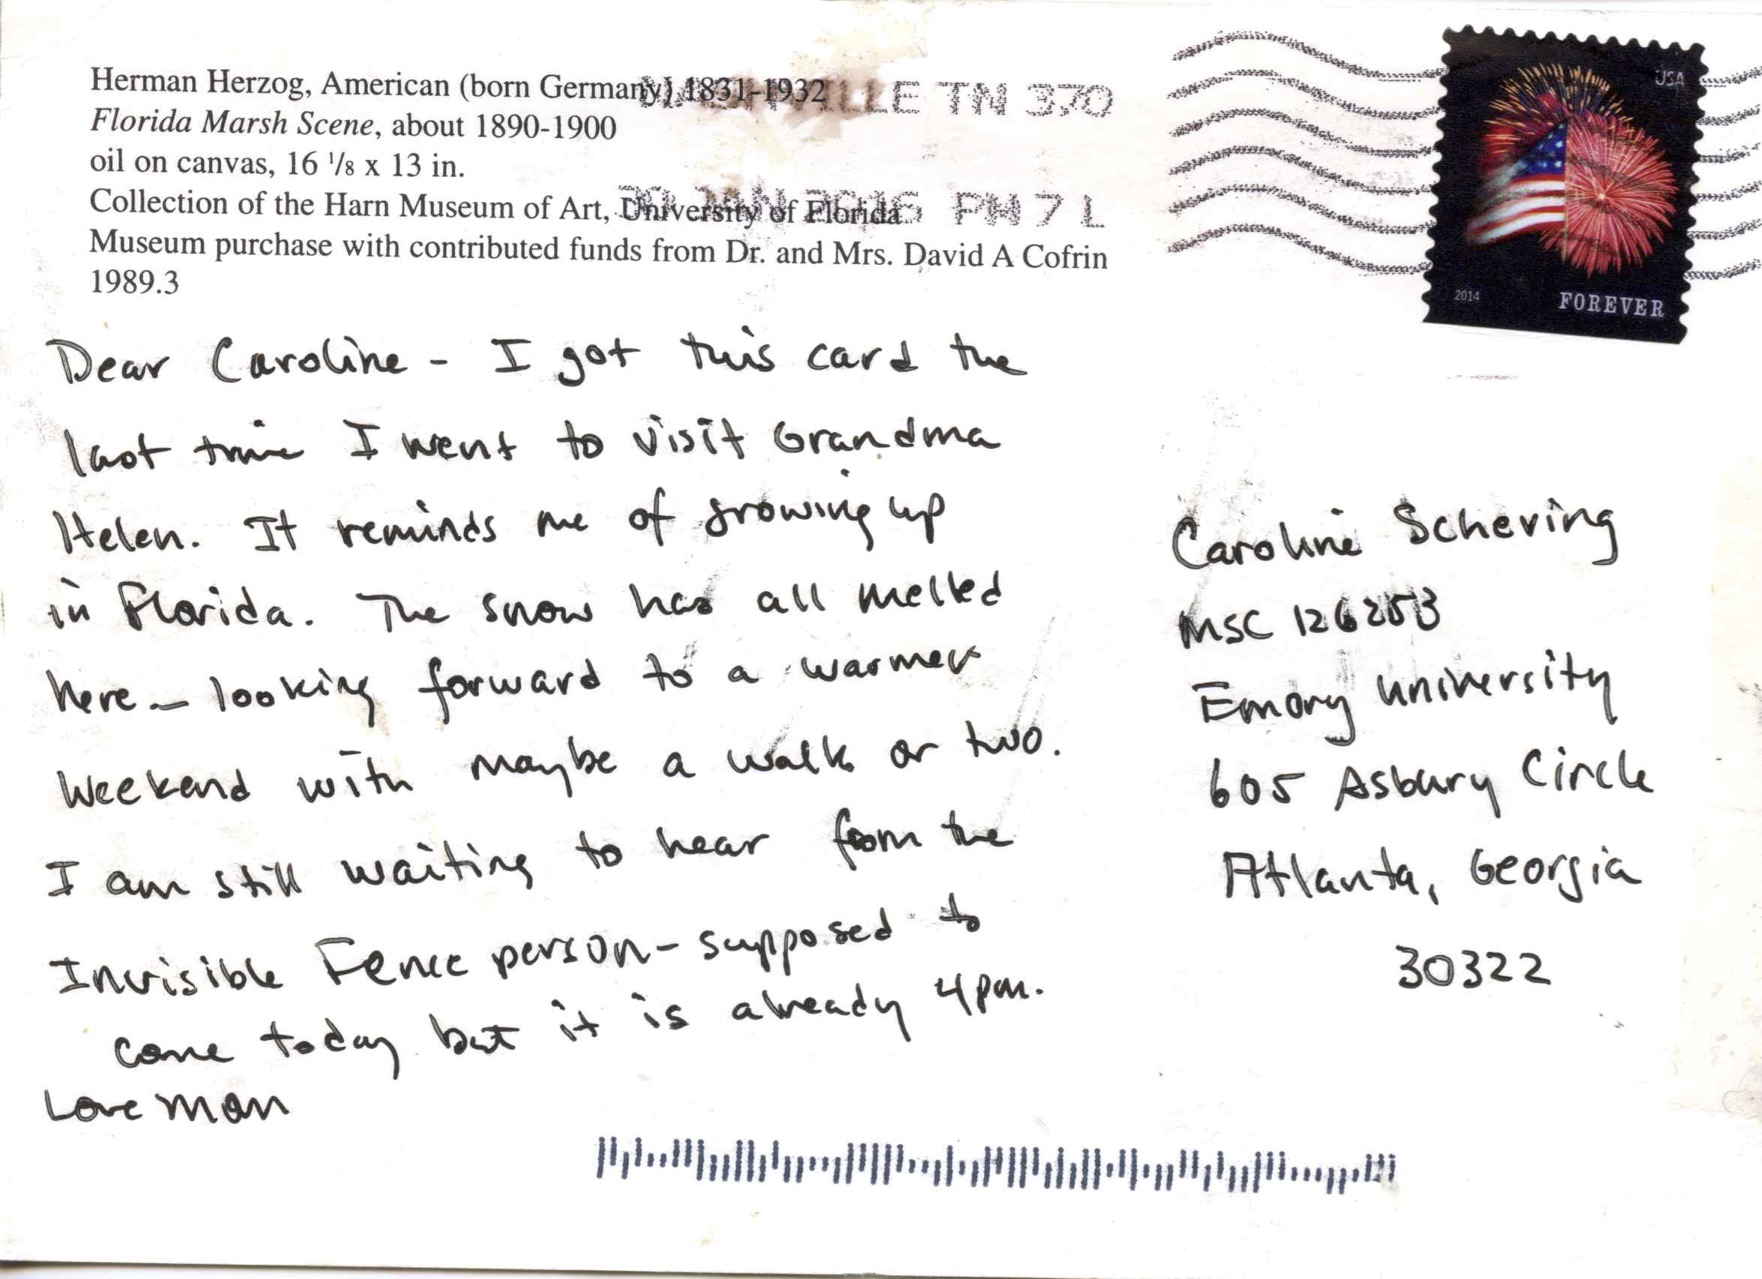 Herman Herzog, American (born Germany) 1831-1932
Florida Marsh Scene, about 1890-1900
oil on canvas, 16 1/8 x 13 in.
Collection of the Harn Museum of Art, University of Florida
Museum purchase with contributed funds from Dr. and Mrs. David A Cofrin
1989.3
TN 370
PM 7 L
USA
2014
FOREVER
Dear Caroline - I got this card the
last time I went to visit Grandma
Helen. It reminds me of growing up
in Florida. The snow has all melted
here - looking forward to a warmer
weekend with maybe a walk or two.
I am still waiting to hear from the
Invisible Fence person - supposed to
come today but it is already 4pm.
Love mom
Caroline Schering
MSC 126253
Emory University
605 Asbury Circle
Atlanta, Georgia
30322